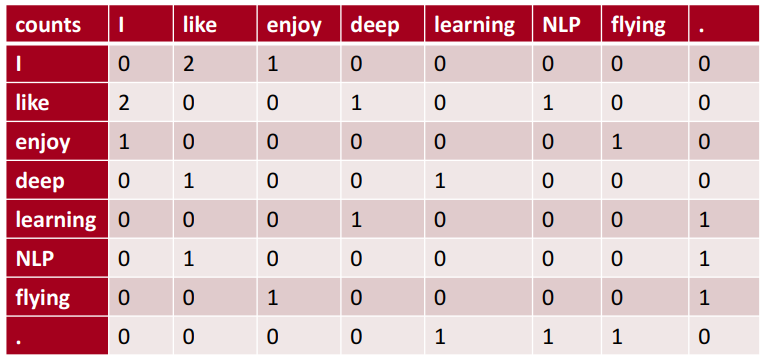 counts I like enjoy deep learning NLP flying .
I 0 2 1 0 0 0 0 0
like 2 0 0 1 0 1 0 0
enjoy 1 0 0 0 0 0 1 0
deep 0 1 0 0 1 0 0 0
learning 0 0 0 1 0 0 0 1
NLP 0 1 0 0 0 0 0 1
flying 0 0 1 0 0 0 0 1
. 0 0 0 0 1 1 1 0